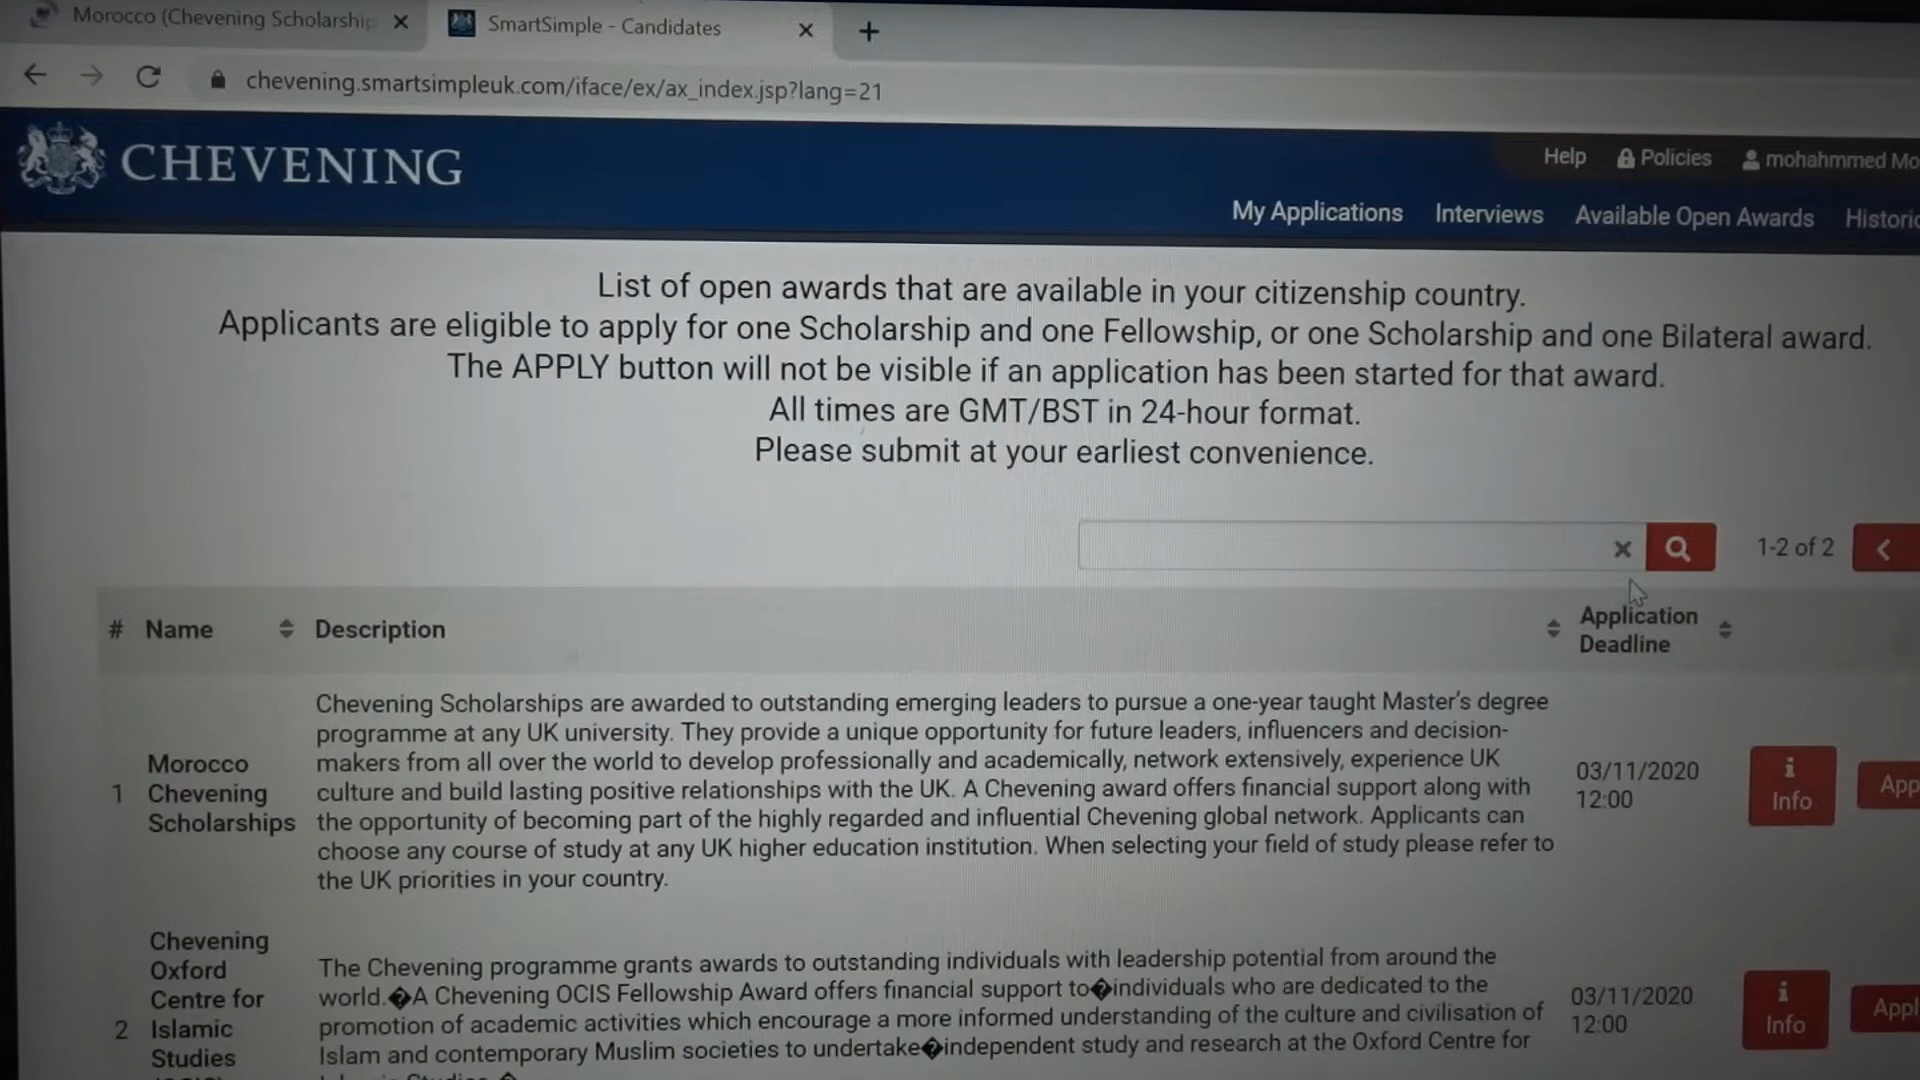 Morocco (Chevening Scholarship
SmartSimple - Candidates
chevening.smartsimpleuk.com/iface/ex/ax_index.jsp?lang=21
CHEVENING
Help Policies mohahmmed Mo
My Applications Interviews Available Open Awards Historic
List of open awards that are available in your citizenship country.
Applicants are eligible to apply for one Scholarship and one Fellowship, or one Scholarship and one Bilateral award.
The APPLY button will not be visible if an application has been started for that award.
All times are GMT/BST in 24-hour format.
Please submit at your earliest convenience.
1-2 of 2
# Name Description Application
Deadline
1 Morocco
Chevening
Scholarships
Chevening Scholarships are awarded to outstanding emerging leaders to pursue a one-year taught Master's degree
programme at any UK university. They provide a unique opportunity for future leaders, influencers and decision-
makers from all over the world to develop professionally and academically, network extensively, experience UK
culture and build lasting positive relationships with the UK. A Chevening award offers financial support along with
the opportunity of becoming part of the highly regarded and influential Chevening global network. Applicants can
choose any course of study at any UK higher education institution. When selecting your field of study please refer to
the UK priorities in your country.
03/11/2020
12:00
Info
App
2 Chevening
Oxford
Centre for
Islamic
Studies
The Chevening programme grants awards to outstanding individuals with leadership potential from around the
world.�A Chevening OCIS Fellowship Award offers financial support to�individuals who are dedicated to the
promotion of academic activities which encourage a more informed understanding of the culture and civilisation of
Islam and contemporary Muslim societies to undertake�independent study and research at the Oxford Centre for
03/11/2020
12:00
Info
Appl